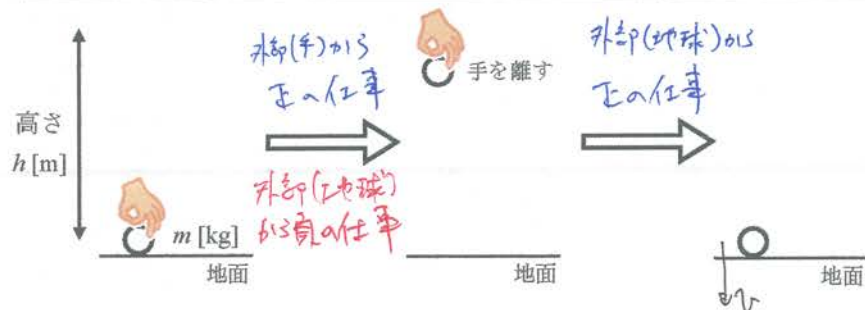 高さ
h[m]
m[kg]
地面
外部(手)から
正の仕事
外部(地球)
から負の仕事
手を離す
地面
外部(地球)から
正の仕事
地面
v